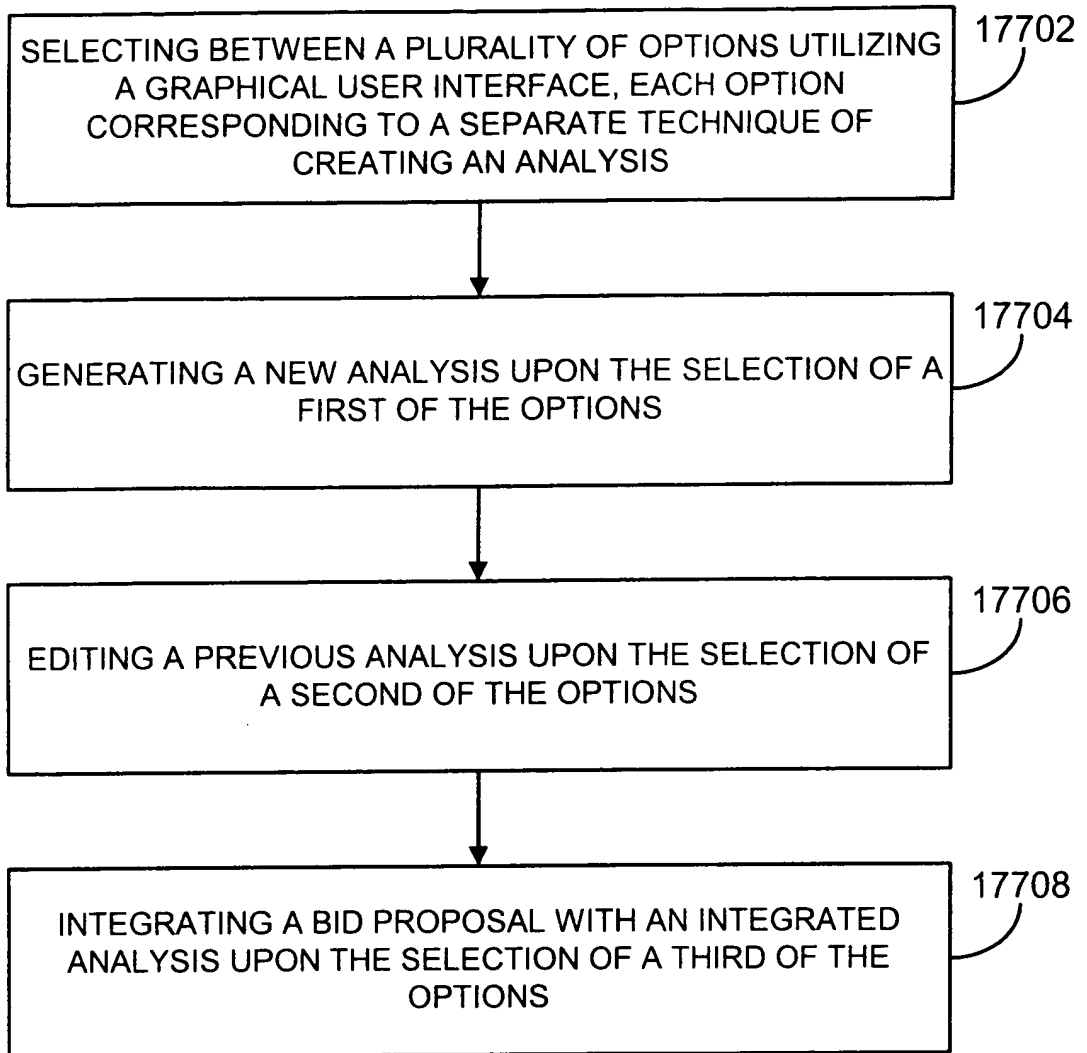 SELECTING BETWEEN A PLURALITY OF OPTIONS UTILIZING
A GRAPHICAL USER INTERFACE, EACH OPTION
CORRESPONDING TO A SEPARATE TECHNIQUE OF
CREATING AN ANALYSIS
17702
GENERATING A NEW ANALYSIS UPON THE SELECTION OF A
FIRST OF THE OPTIONS
17704
EDITING A PREVIOUS ANALYSIS UPON THE SELECTION OF
A SECOND OF THE OPTIONS
17706
INTEGRATING A BID PROPOSAL WITH AN INTEGRATED
ANALYSIS UPON THE SELECTION OF A THIRD OF THE
OPTIONS
17708